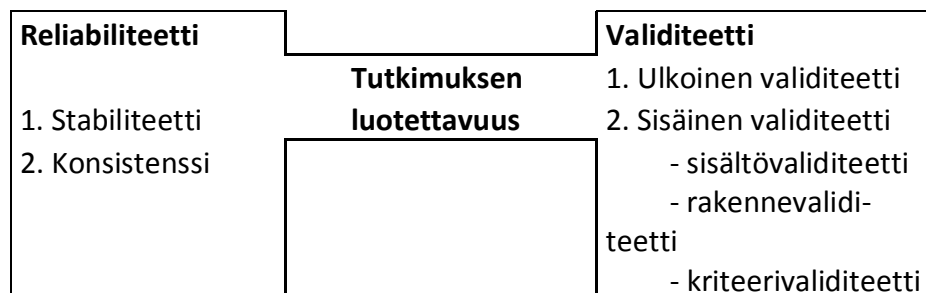 Reliabiliteetti
1. Stabiliteetti
2. Konsistenssi
Tutkimuksen
luotettavuus
Validiteetti
1. Ulkoinen validiteetti
2. Sisäinen validiteetti
- sisältövaliditeetti
- rakennevalidi-
teetti
- kriteerivaliditeetti